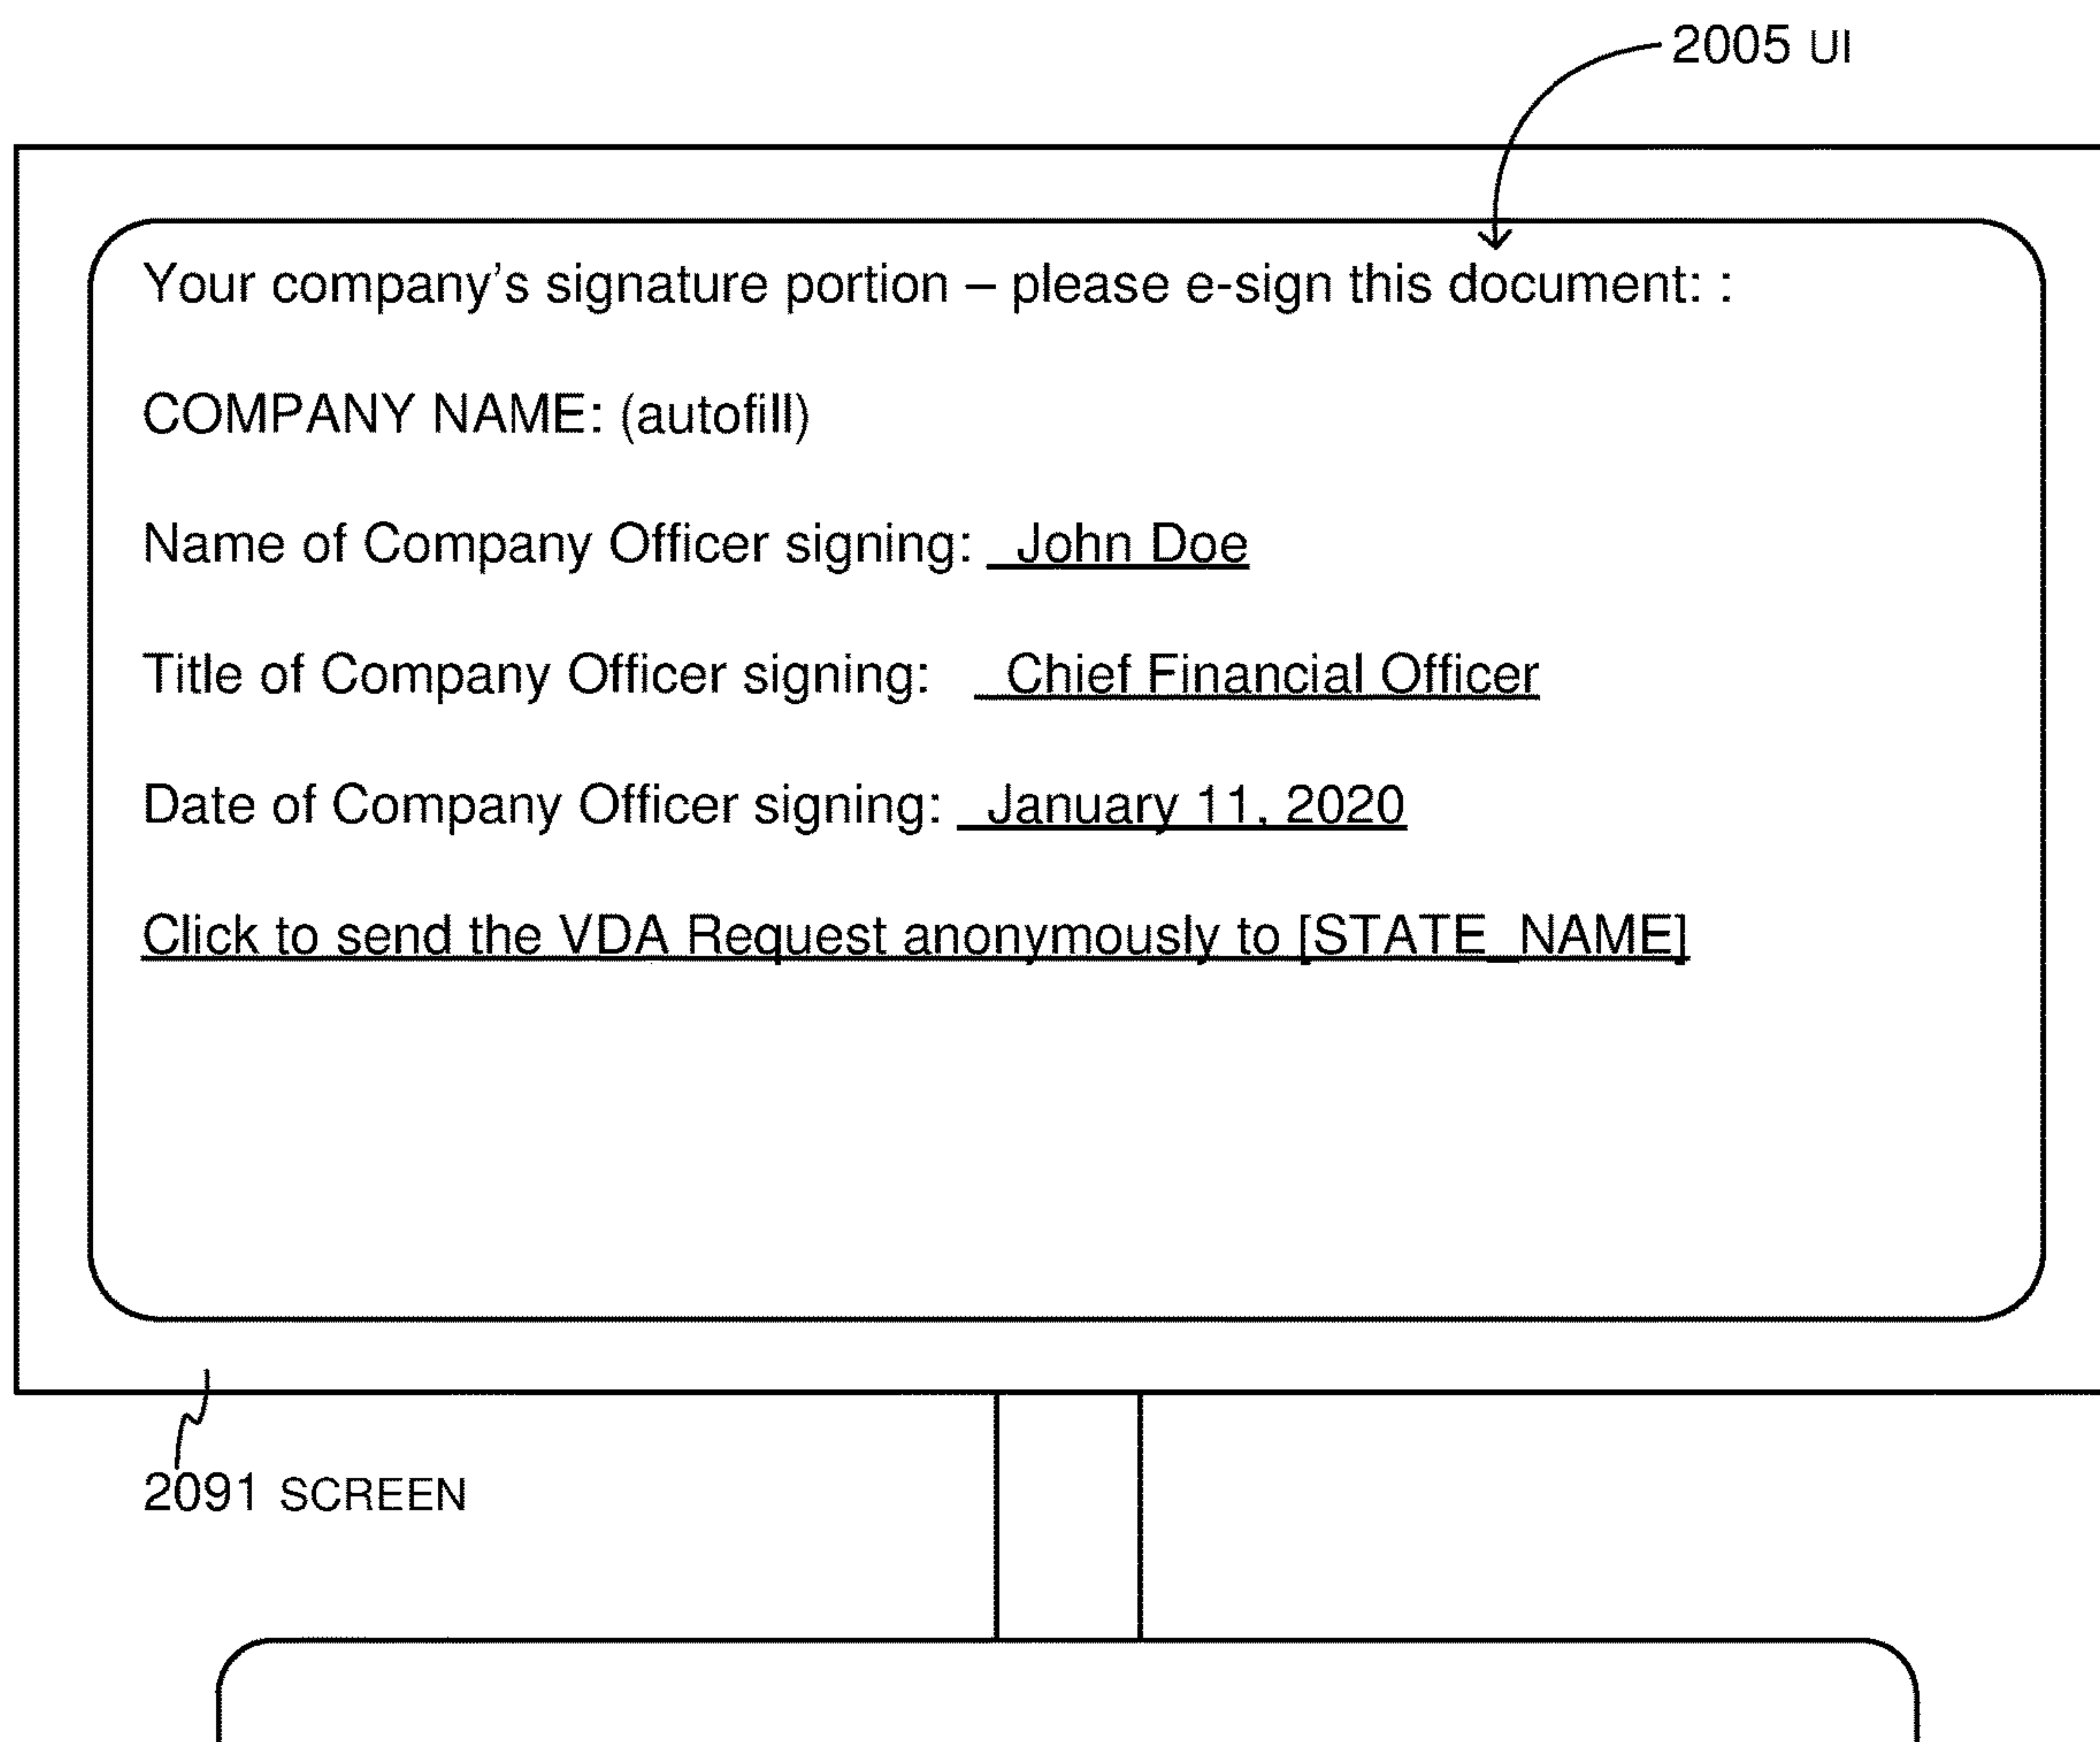 2005 UI
Your company’s signature portion – please e-sign this document: :
COMPANY NAME: (autofill)
Name of Company Officer signing: John Doe
Title of Company Officer signing: Chief Financial Officer
Date of Company Officer signing: January 11, 2020
Click to send the VDA Request anonymously to [STATE_NAME]
2091 SCREEN